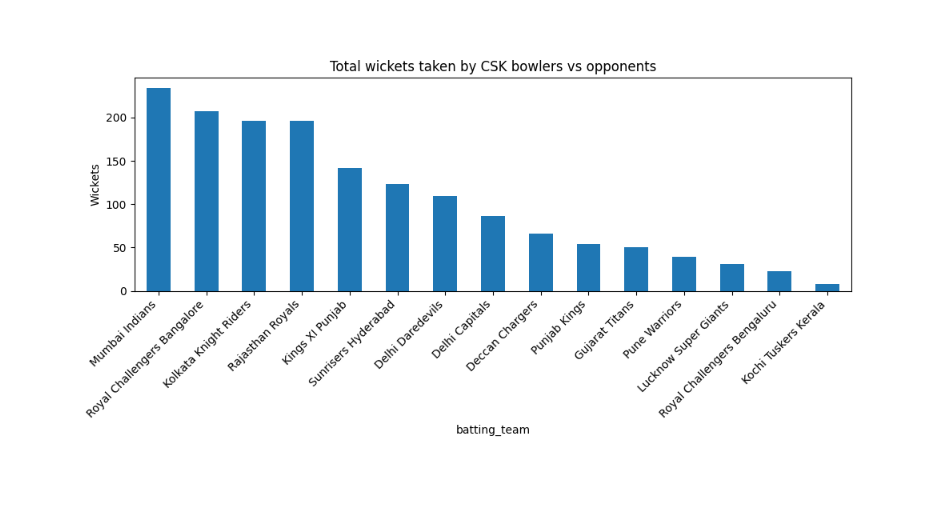 Total wickets taken by CSK bowlers vs opponents
Wickets
200
150
100
50
0
Mumbai Indians
Royal Challengers Bangalore
Kolkata Knight Riders
Rajasthan Royals
Kings XI Punjab
Sunrisers Hyderabad
Delhi Daredevils
Delhi Capitals
Deccan Chargers
Punjab Kings
Gujarat Titans
Pune Warriors
Lucknow Super Giants
Royal Challengers Bengaluru
Kochi Tuskers Kerala
batting_team